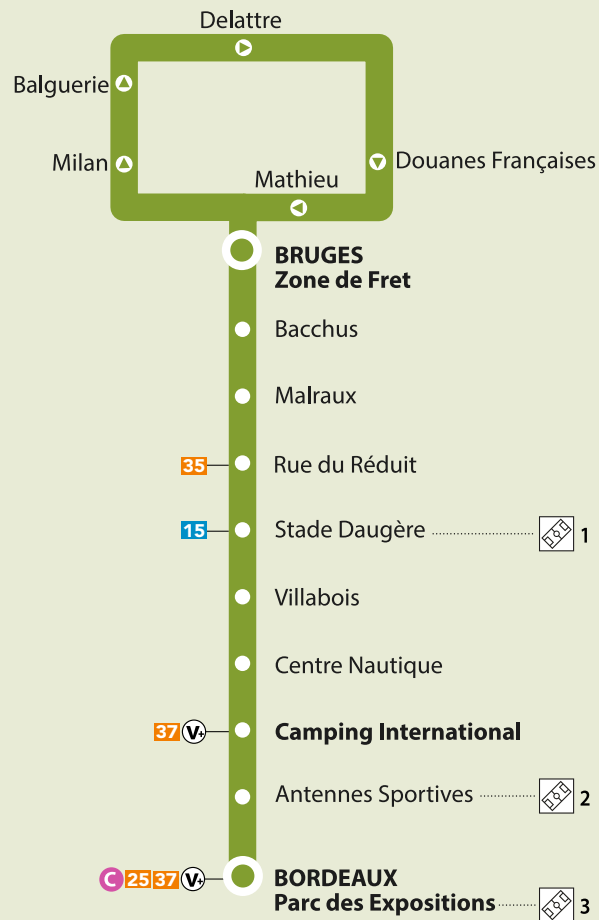 Delattre
Balguerie
Milan
Douanes Françaises
Mathieu
BRUGES
Zone de Fret
Bacchus
Malraux
35 Rue du Réduit
15 Stade Daugère 1
Villabois
Centre Nautique
37 V+ Camping International
Antennes Sportives 2
C 25 37 V+ BORDEAUX
Parc des Expositions 3